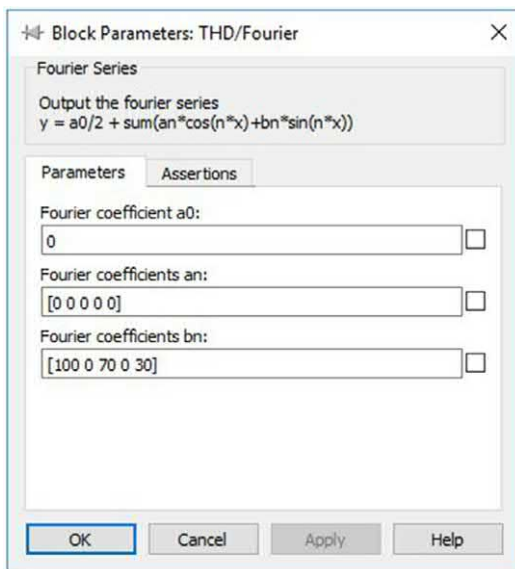 Block Parameters: THD/Fourier
Fourier Series
Output the fourier series
y = a0/2 + sum(an*cos(n*x)+bn*sin(n*x))
Parameters Assertions
Fourier coefficient a0:
0
Fourier coefficients an:
[0 0 0 0 0]
Fourier coefficients bn:
[100 0 70 0 30]
OK Cancel Apply Help